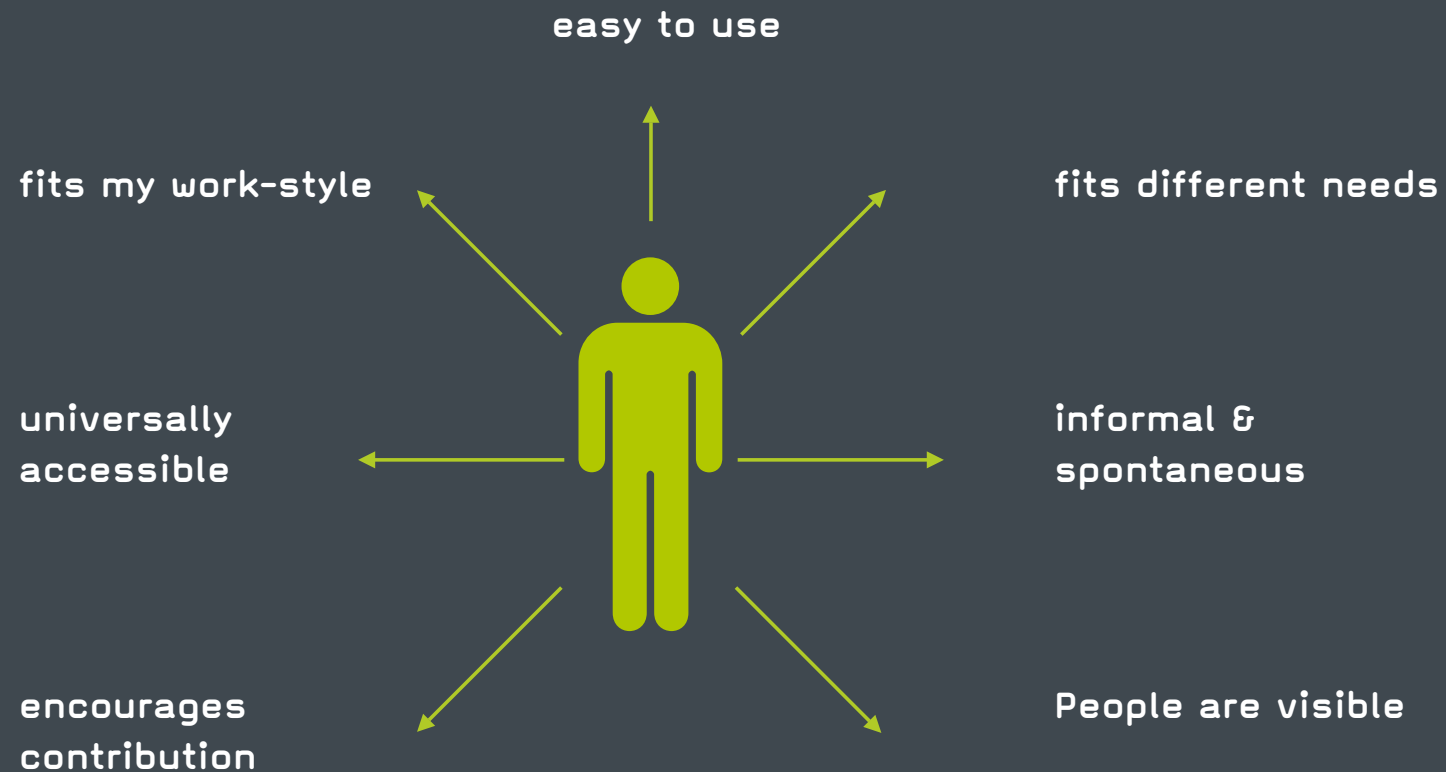 easy to use
fits my work-style
fits different needs
universally
accessible
informal &
spontaneous
encourages
contribution
People are visible